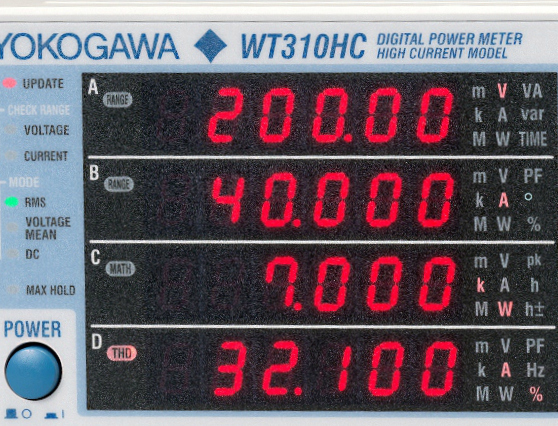 YOKOGAWA WT310HC DIGITAL POWER METER
HIGH CURRENT MODEL
UPDATE
CHECK RANGE
VOLTAGE
CURRENT
MODE
RMS
VOLTAGE
MEAN
DC
MAX HOLD
POWER
A RANGE 200.00 m V VA
k A var
M W TIME
B RANGE 40.000 m V PF
k A °
M W %
C MATH 7.000 m V pk
k A h
M W h±
D THD 32.100 m V PF
k A Hz
M W %